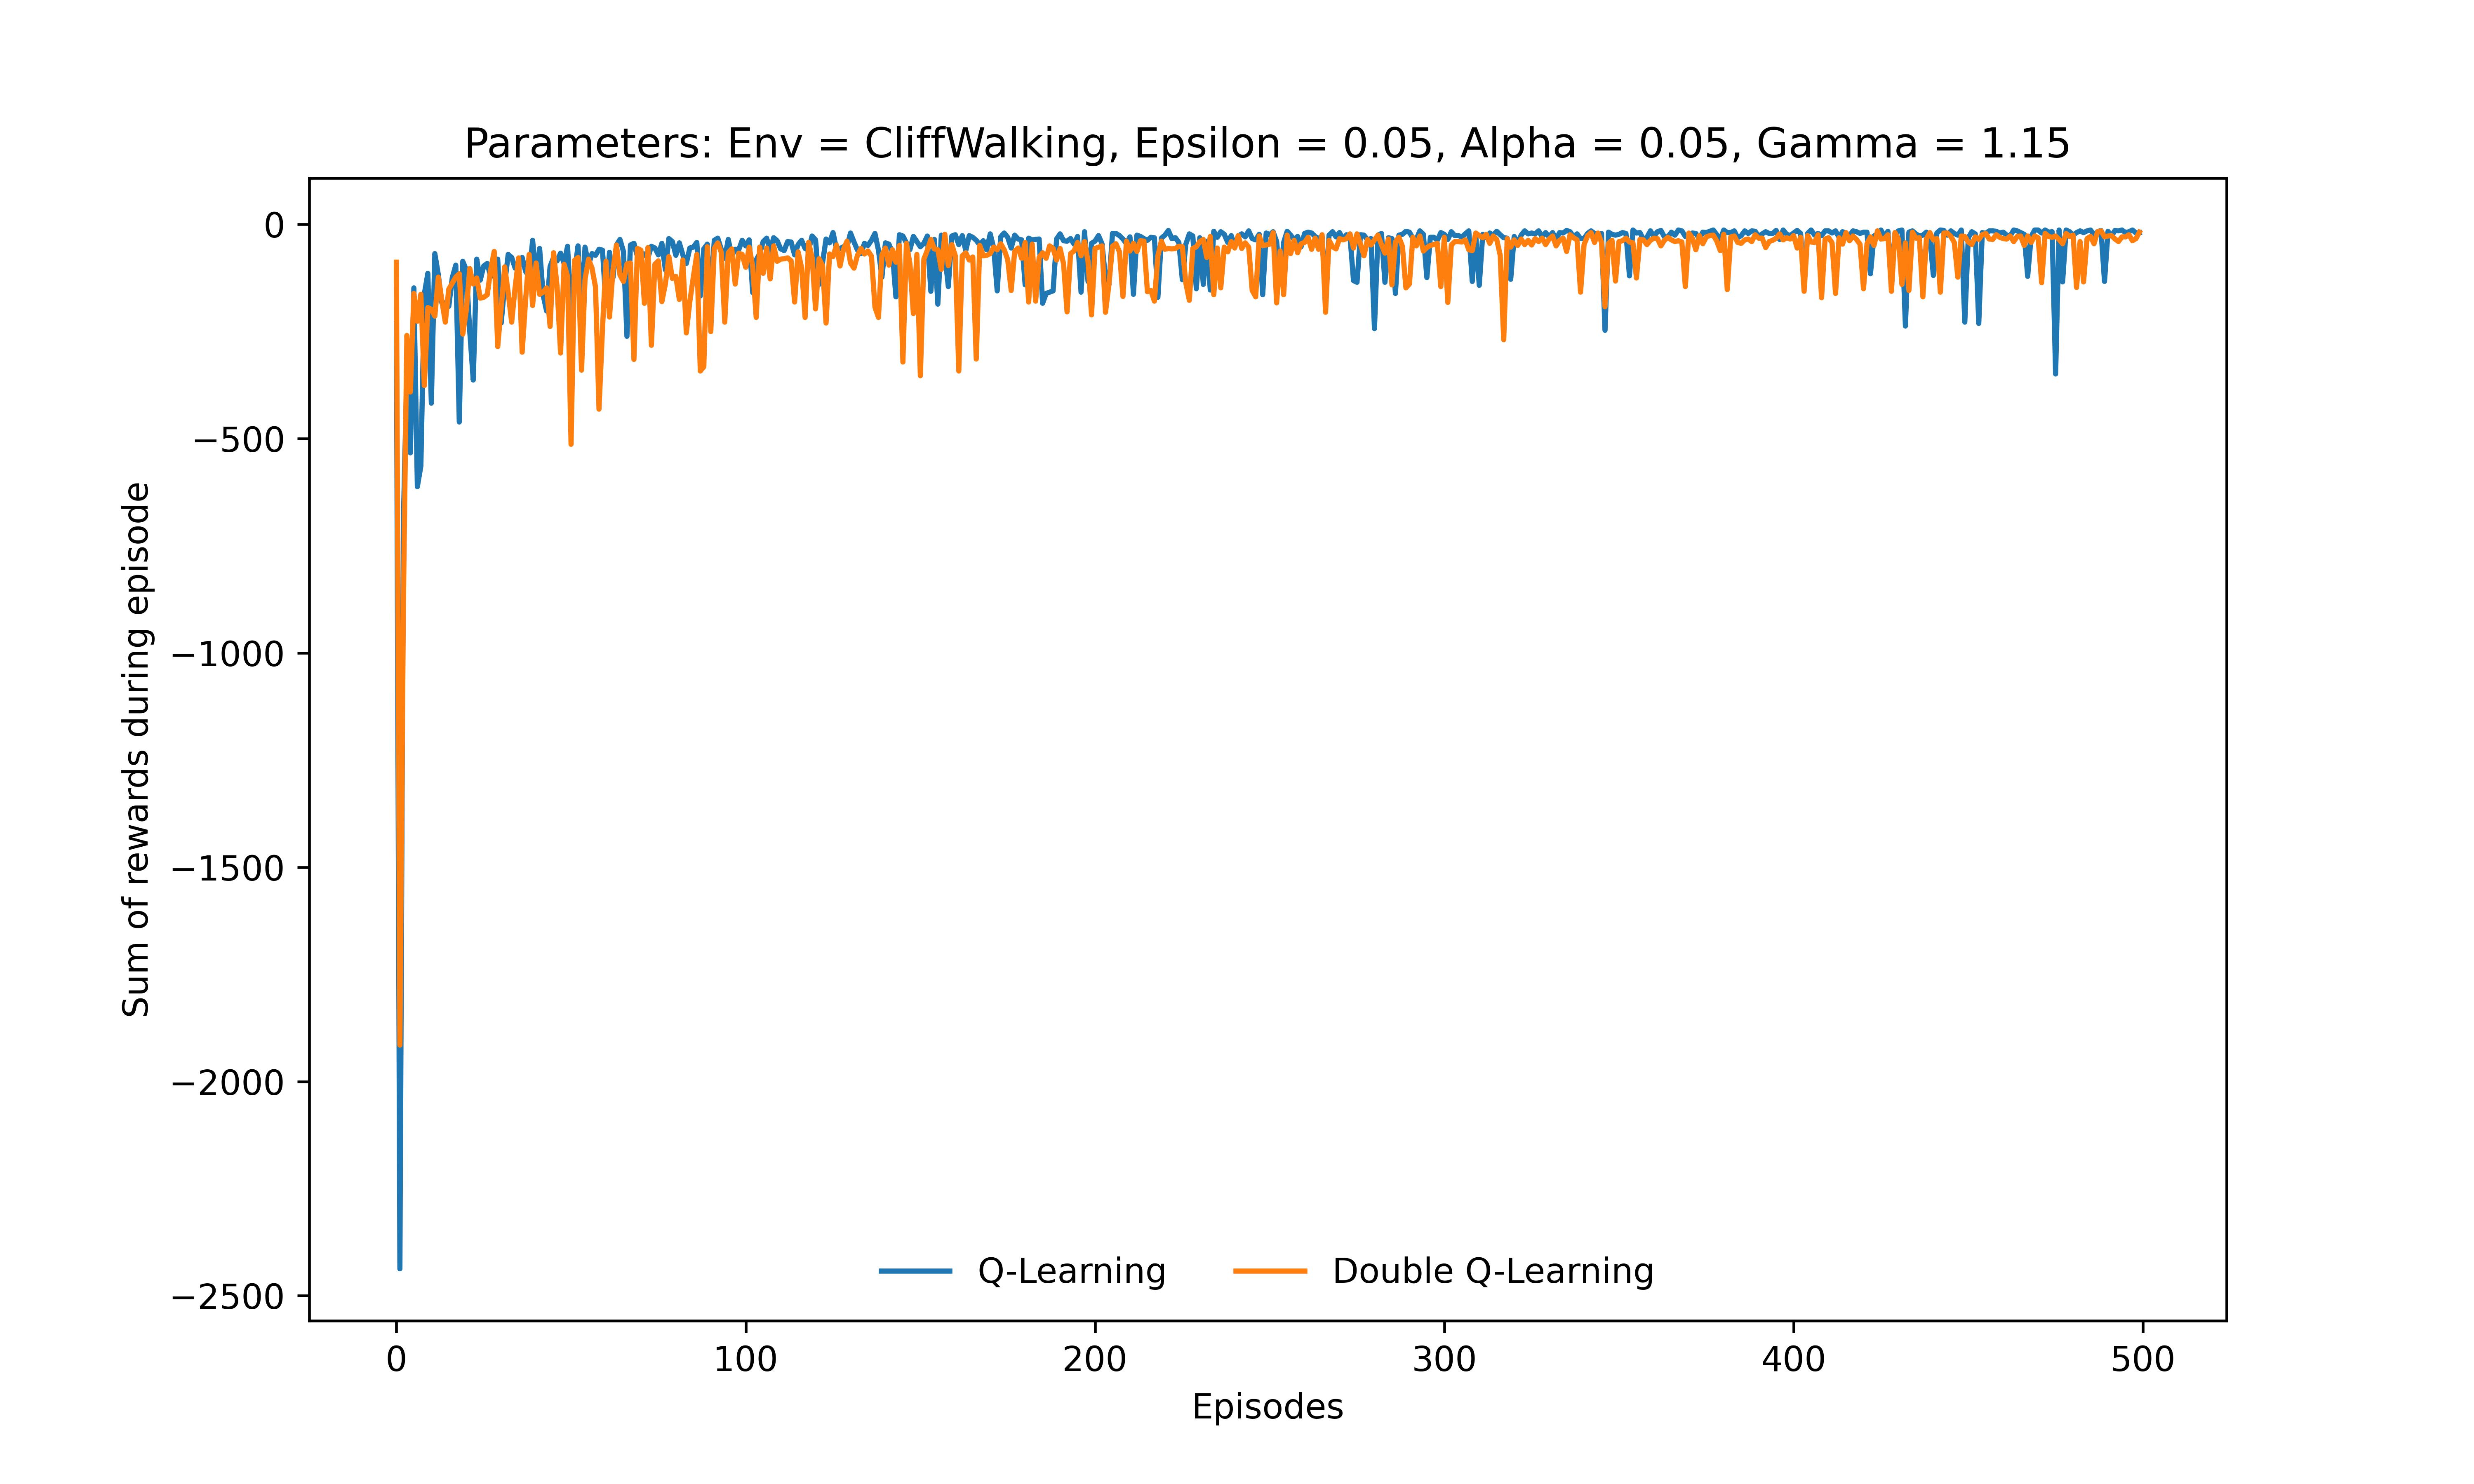 Parameters: Env = CliffWalking, Epsilon = 0.05, Alpha = 0.05, Gamma = 1.15
0
−500
−1000
−1500
−2000
−2500
Sum of rewards during episode
Q-Learning
Double Q-Learning
0
100
200
300
400
500
Episodes